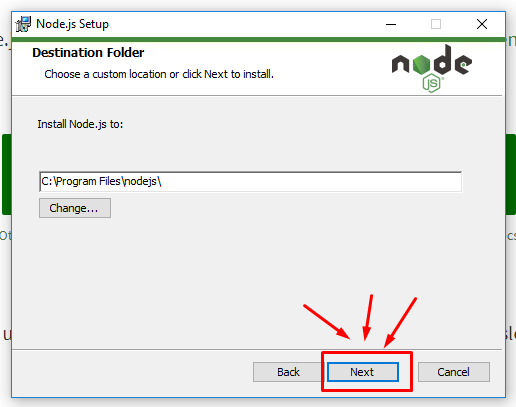 Node.js Setup
Destination Folder
Choose a custom location or click Next to install.
node
JS
Install Node.js to:
C:\Program Files\nodejs\
Change...
Back
Next
Cancel